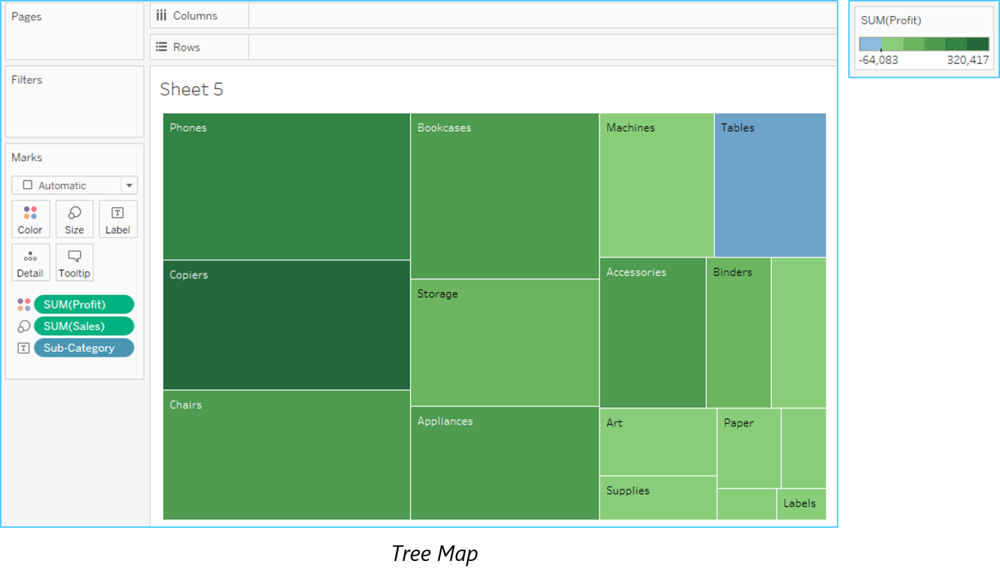 Pages
Columns
Rows
SUM(Profit)
-64,083 320,417
Filters
Sheet 5
Marks
Automatic
Color Size Label
Detail Tooltip
SUM(Profit)
SUM(Sales)
Sub-Category
Phones
Bookcases
Machines
Tables
Copiers
Storage
Accessories
Binders
Chairs
Appliances
Art
Paper
Supplies
Labels
Tree Map